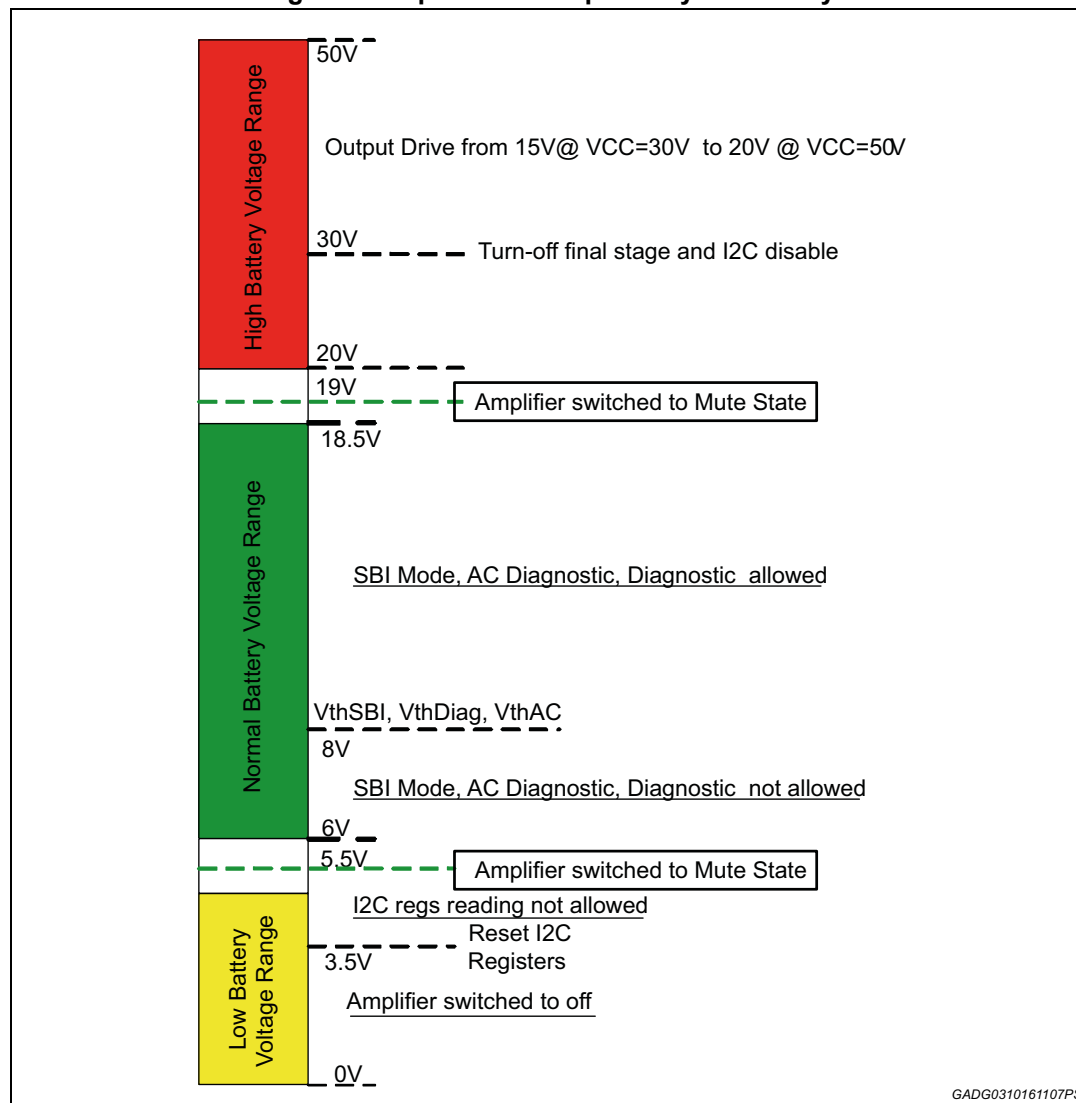 50V
High Battery Voltage Range
Output Drive from 15V@ VCC=30V to 20V @ VCC=50V
30V
Turn-off final stage and I2C disable
20V
19V
Amplifier switched to Mute State
18.5V
Normal Battery Voltage Range
SBI Mode, AC Diagnostic, Diagnostic allowed
VthSBI, VthDiag, VthAC
8V
SBI Mode, AC Diagnostic, Diagnostic not allowed
6V
5.5V
Amplifier switched to Mute State
I2C regs reading not allowed
Low Battery
Voltage Range
Reset I2C
Registers
3.5V
Amplifier switched to off
0V
GADG0310161107PS